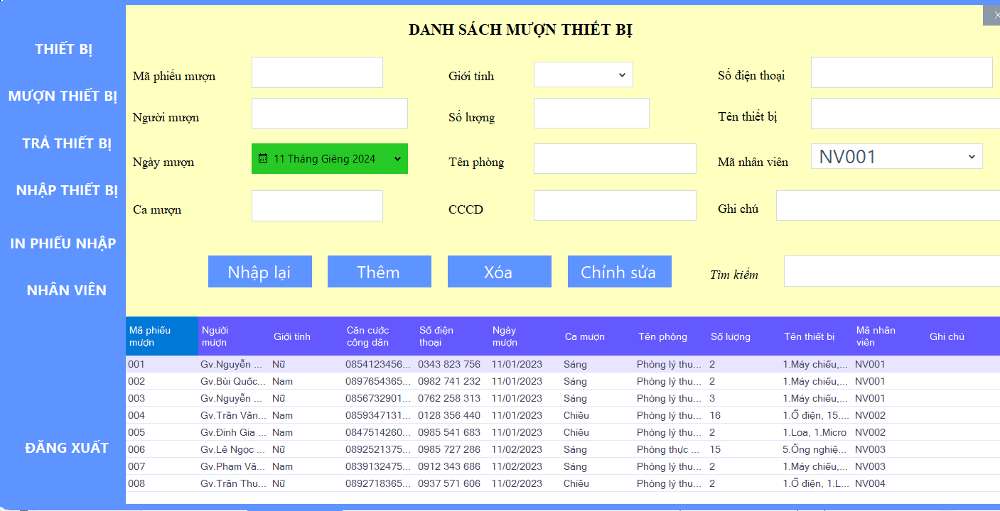 X
DANH SÁCH MƯỢN THIẾT BỊ
THIẾT BỊ
MƯỢN THIẾT BỊ
TRẢ THIẾT BỊ
NHẬP THIẾT BỊ
IN PHIẾU NHẬP
NHÂN VIÊN
ĐĂNG XUẤT
Mã phiếu mượn Giới tính Số điện thoại
Người mượn Số lượng Tên thiết bị
Ngày mượn 11 Tháng Giêng 2024 Tên phòng Mã nhân viên NV001
Ca mượn CCCD Ghi chú
Nhập lại Thêm Xóa Chỉnh sửa Tìm kiếm
Mã phiếu mượn Người mượn Giới tính Căn cước công dân Số điện thoại Ngày mượn Ca mượn Tên phòng Số lượng Tên thiết bị Mã nhân viên Ghi chú
001 Gv.Nguyễn ... Nữ 0854123456... 0343 823 756 11/01/2023 Sáng Phòng lý thu... 2 1.Máy chiếu,... NV001
002 Gv.Bùi Quốc... Nam 0897654365... 0982 741 232 11/01/2023 Sáng Phòng lý thu... 2 1.Máy chiếu,... NV001
003 Gv.Nguyễn ... Nữ 0856732901... 0762 258 313 11/01/2023 Sáng Phòng lý thu... 3 1.Máy chiếu,... NV001
004 Gv.Trần Văn... Nam 0859347131... 0128 356 440 11/01/2023 Chiều Phòng lý thu... 16 1.Ổ điện, 15.... NV002
005 Gv.Đinh Gia ... Nam 0847514260... 0985 541 683 11/01/2023 Chiều Phòng lý thu... 2 1.Loa, 1.Micro NV002
006 Gv.Lê Ngọc ... Nữ 0892521375... 0985 727 286 11/02/2023 Sáng Phòng thực ... 15 5.Ống nghiệ... NV003
007 Gv.Phạm Vă... Nam 0839132475... 0912 343 686 11/02/2023 Sáng Phòng lý thu... 2 1.Máy chiếu,... NV003
008 Gv.Trần Thu... Nữ 0892718365... 0937 571 606 11/02/2023 Chiều Phòng lý thu... 2 1.Ổ điện, 1.L... NV004